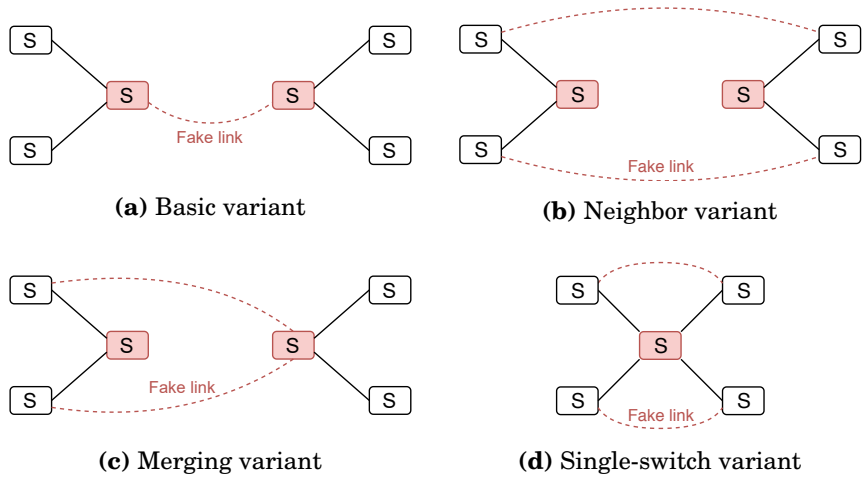 S S S S
S S S S
Fake link
S S Fake link S S
(a) Basic variant
(b) Neighbor variant
S S S S
S S S
Fake link
S S S Fake link S
(c) Merging variant
(d) Single-switch variant